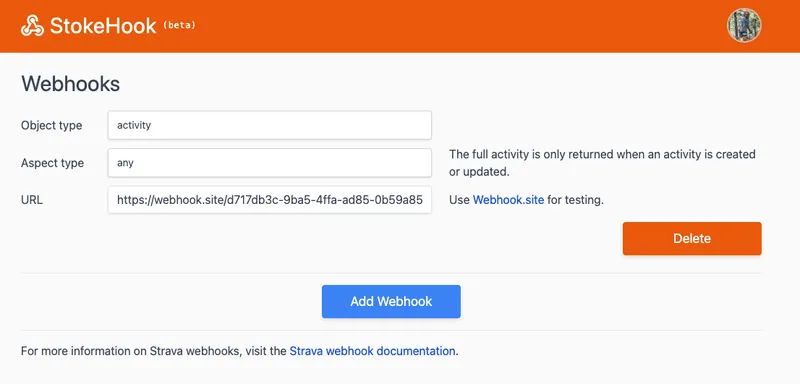 StokeHook (beta)
Webhooks
Object type
activity
Aspect type
any
The full activity is only returned when an activity is created
or updated.
URL
https://webhook.site/d717db3c-9ba5-4ffa-ad85-0b59a85
Use Webhook.site for testing.
Delete
Add Webhook
For more information on Strava webhooks, visit the Strava webhook documentation.